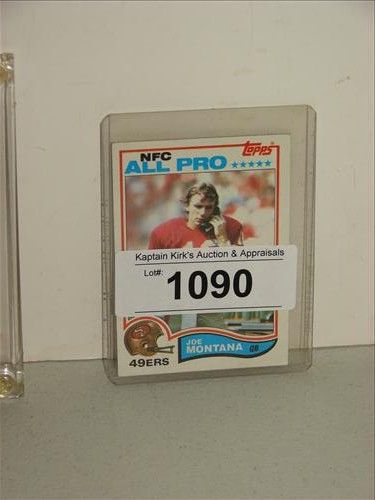 NFC
topps
ALL PRO
Kaptain Kirk's Auction & Appraisals
Lot#:
1090
JOE
MONTANA QB
49ERS